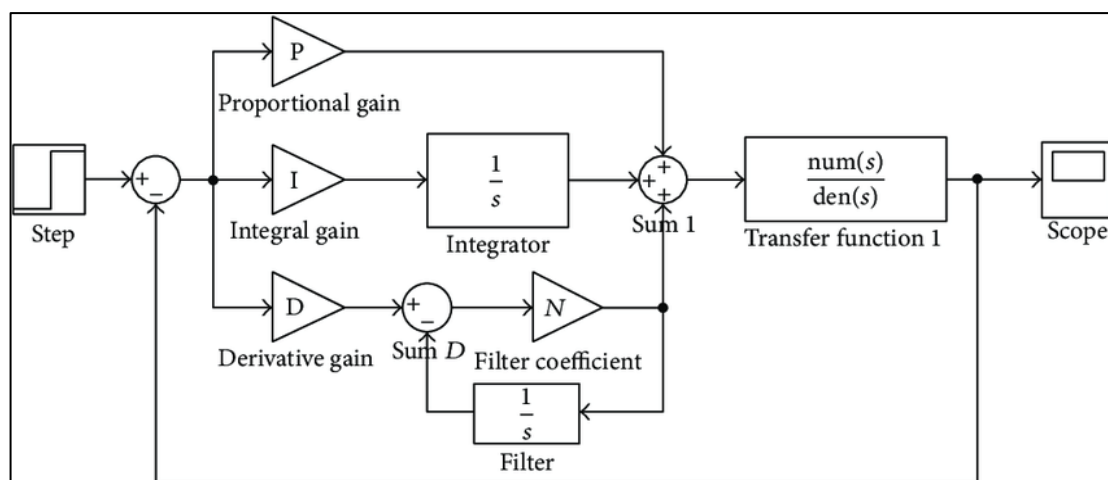 P
Proportional gain
+
−
Step
I
Integral gain
1
s
Integrator
+
+
+
Sum 1
num(s)
den(s)
Transfer function 1
Scope
D
Derivative gain
+
−
Sum D
N
Filter coefficient
1
s
Filter